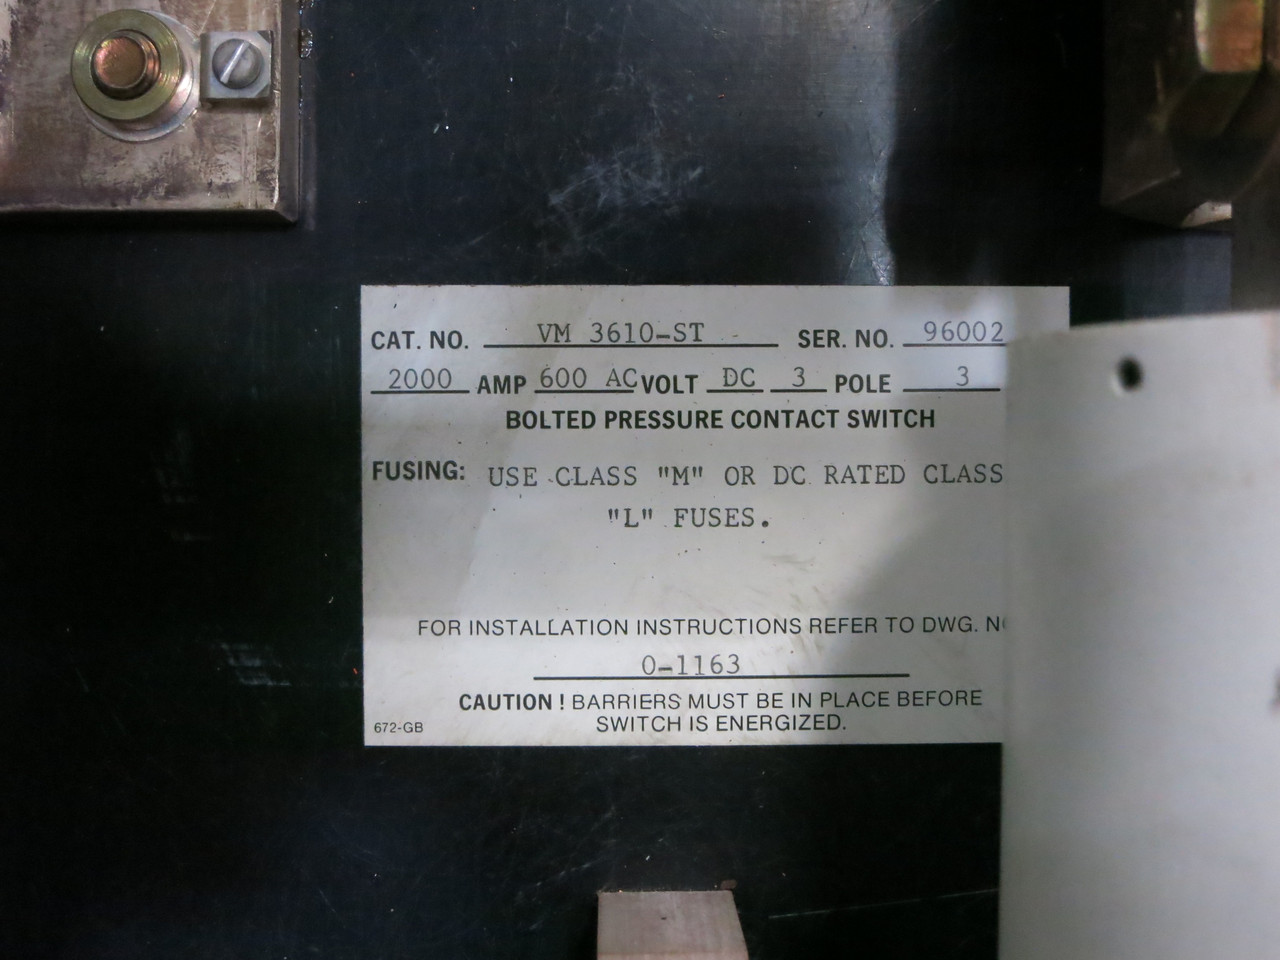 CAT. NO. VM 3610-ST SER. NO. 96002
2000 AMP 600 AC VOLT DC 3 POLE 3
BOLTED PRESSURE CONTACT SWITCH
FUSING: USE CLASS "M" OR DC RATED CLASS
"L" FUSES.
FOR INSTALLATION INSTRUCTIONS REFER TO DWG.
0-1163
CAUTION! BARRIERS MUST BE IN PLACE BEFORE
SWITCH IS ENERGIZED.
672-GB